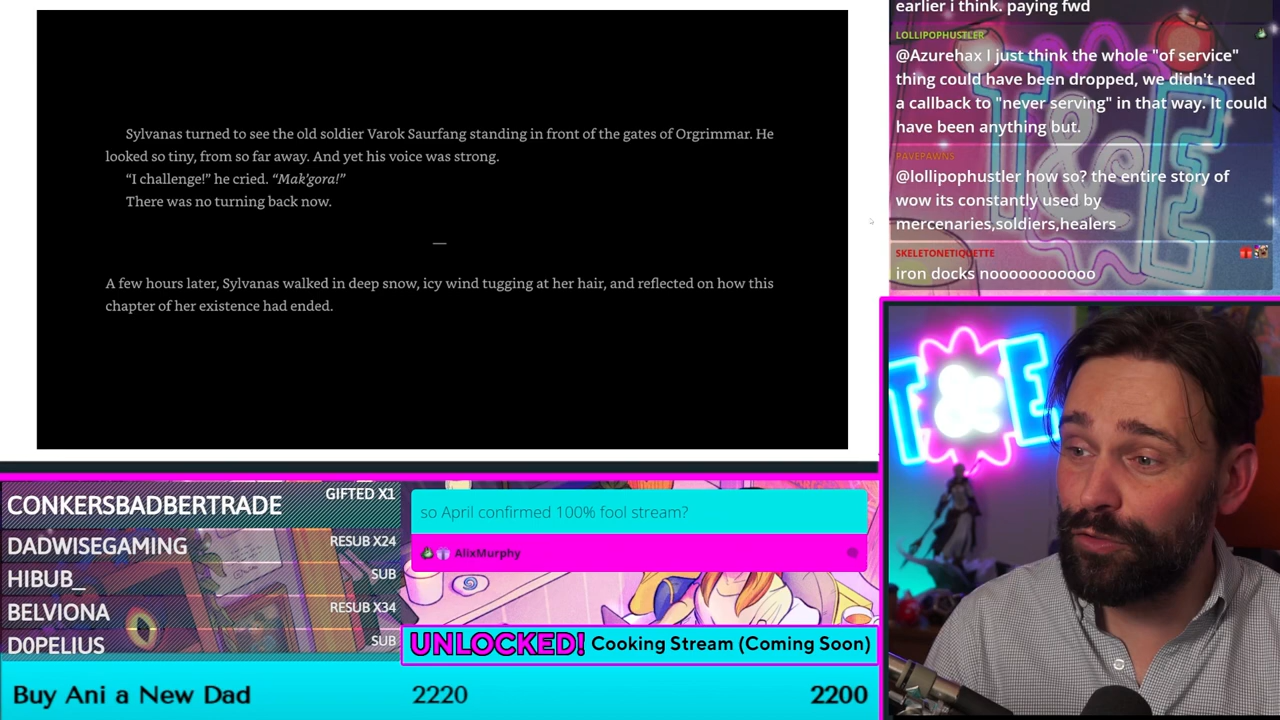 Sylvanas turned to see the old soldier Varok Saurfang standing in front of the gates of Orgrimmar. He
looked so tiny, from so far away. And yet his voice was strong.
“I challenge!” he cried. “Mak'gora!”
There was no turning back now.
—
A few hours later, Sylvanas walked in deep snow, icy wind tugging at her hair, and reflected on how this
chapter of her existence had ended.
earlier i think. paying fwd
LOLLIPOPHUSTLER
@Azurehax I just think the whole "of service"
thing could have been dropped, we didn't need
a callback to "never serving" in that way. It could
have been anything but.
PAVEPAWNS
@lollipophustler how so? the entire story of
wow its constantly used by
mercenaries,soldiers,healers
SKELETONETIQUETTE
iron docks nooooooooooo
T&E
T&E
CONKERSBADBERTRADE GIFTED X1
DADWISEGAMING RESUB X24
HIBUB_ SUB
BELVIONA RESUB X34
D0PELIUS SUB
so April confirmed 100% fool stream?
AlixMurphy
UNLOCKED! Cooking Stream (Coming Soon)
Buy Ani a New Dad 2220 2200